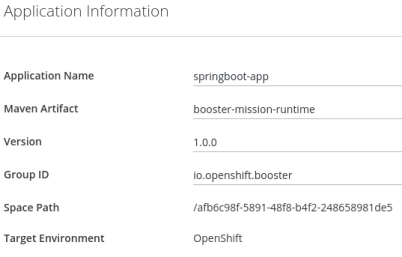 Application Information
Application Name springboot-app
Maven Artifact booster-mission-runtime
Version 1.0.0
Group ID io.openshift.booster
Space Path /afb6c98f-5891-48f8-b4f2-248658981de5
Target Environment OpenShift